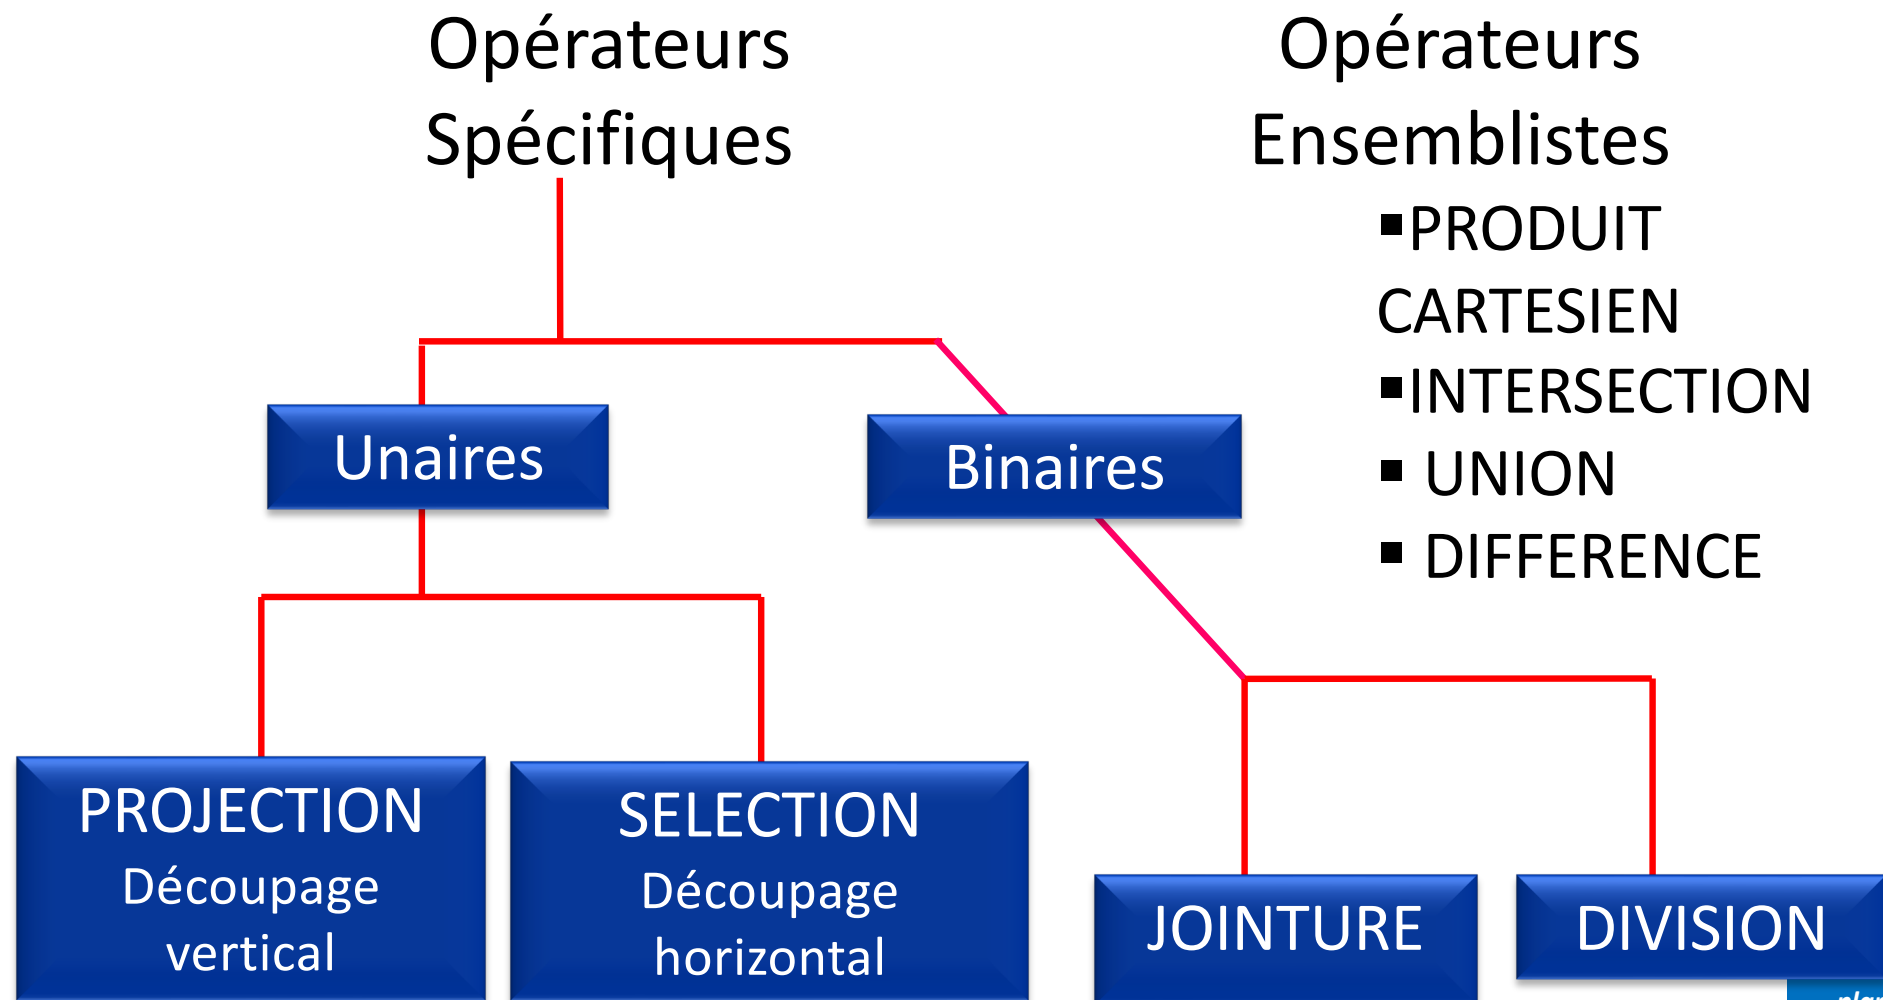 Opérateurs
Spécifiques
Opérateurs
Ensemblistes
▪PRODUIT
CARTESIEN
▪INTERSECTION
▪ UNION
▪ DIFFERENCE
Unaires
Binaires
PROJECTION
Découpage
vertical
SELECTION
Découpage
horizontal
JOINTURE
DIVISION